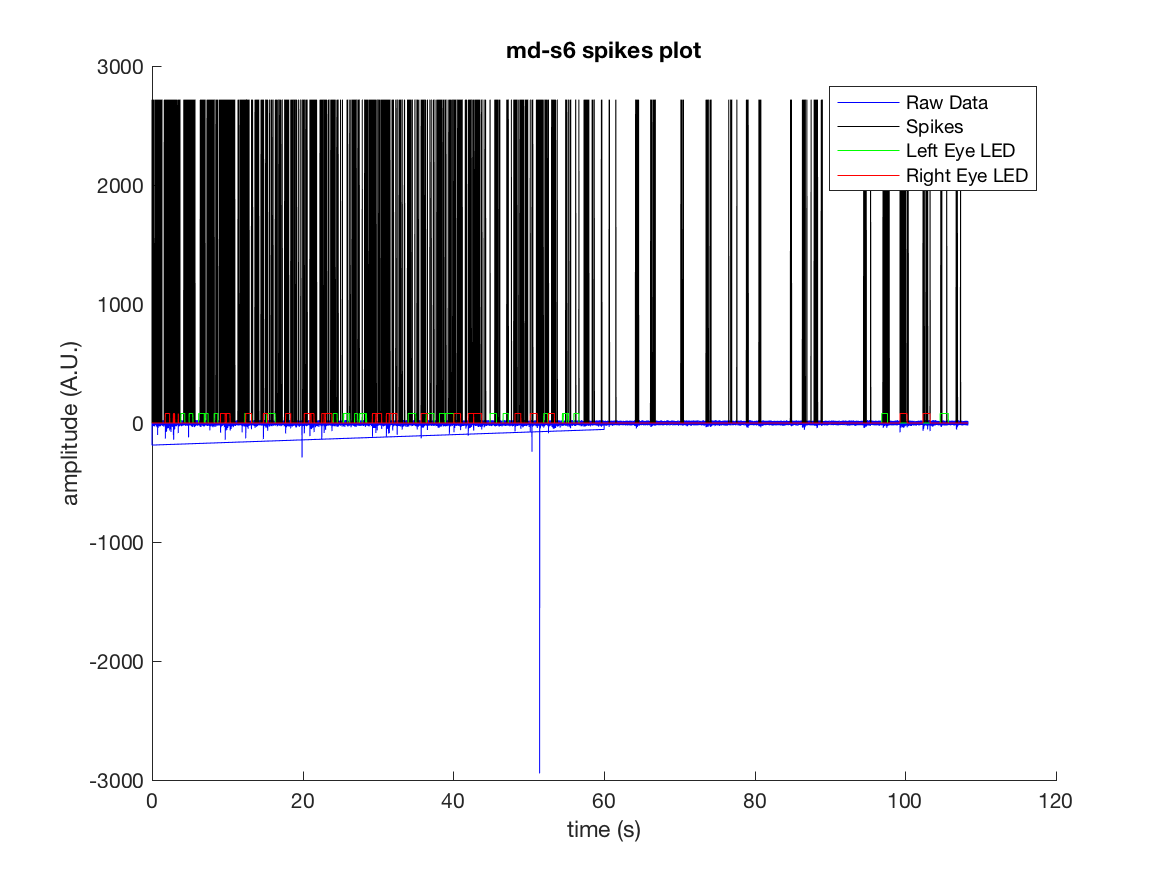 md-s6 spikes plot
3000
2000
1000
0
-1000
-2000
-3000
amplitude (A.U.)
Raw Data
Spikes
Left Eye LED
Right Eye LED
0
20
40
60
80
100
120
time (s)